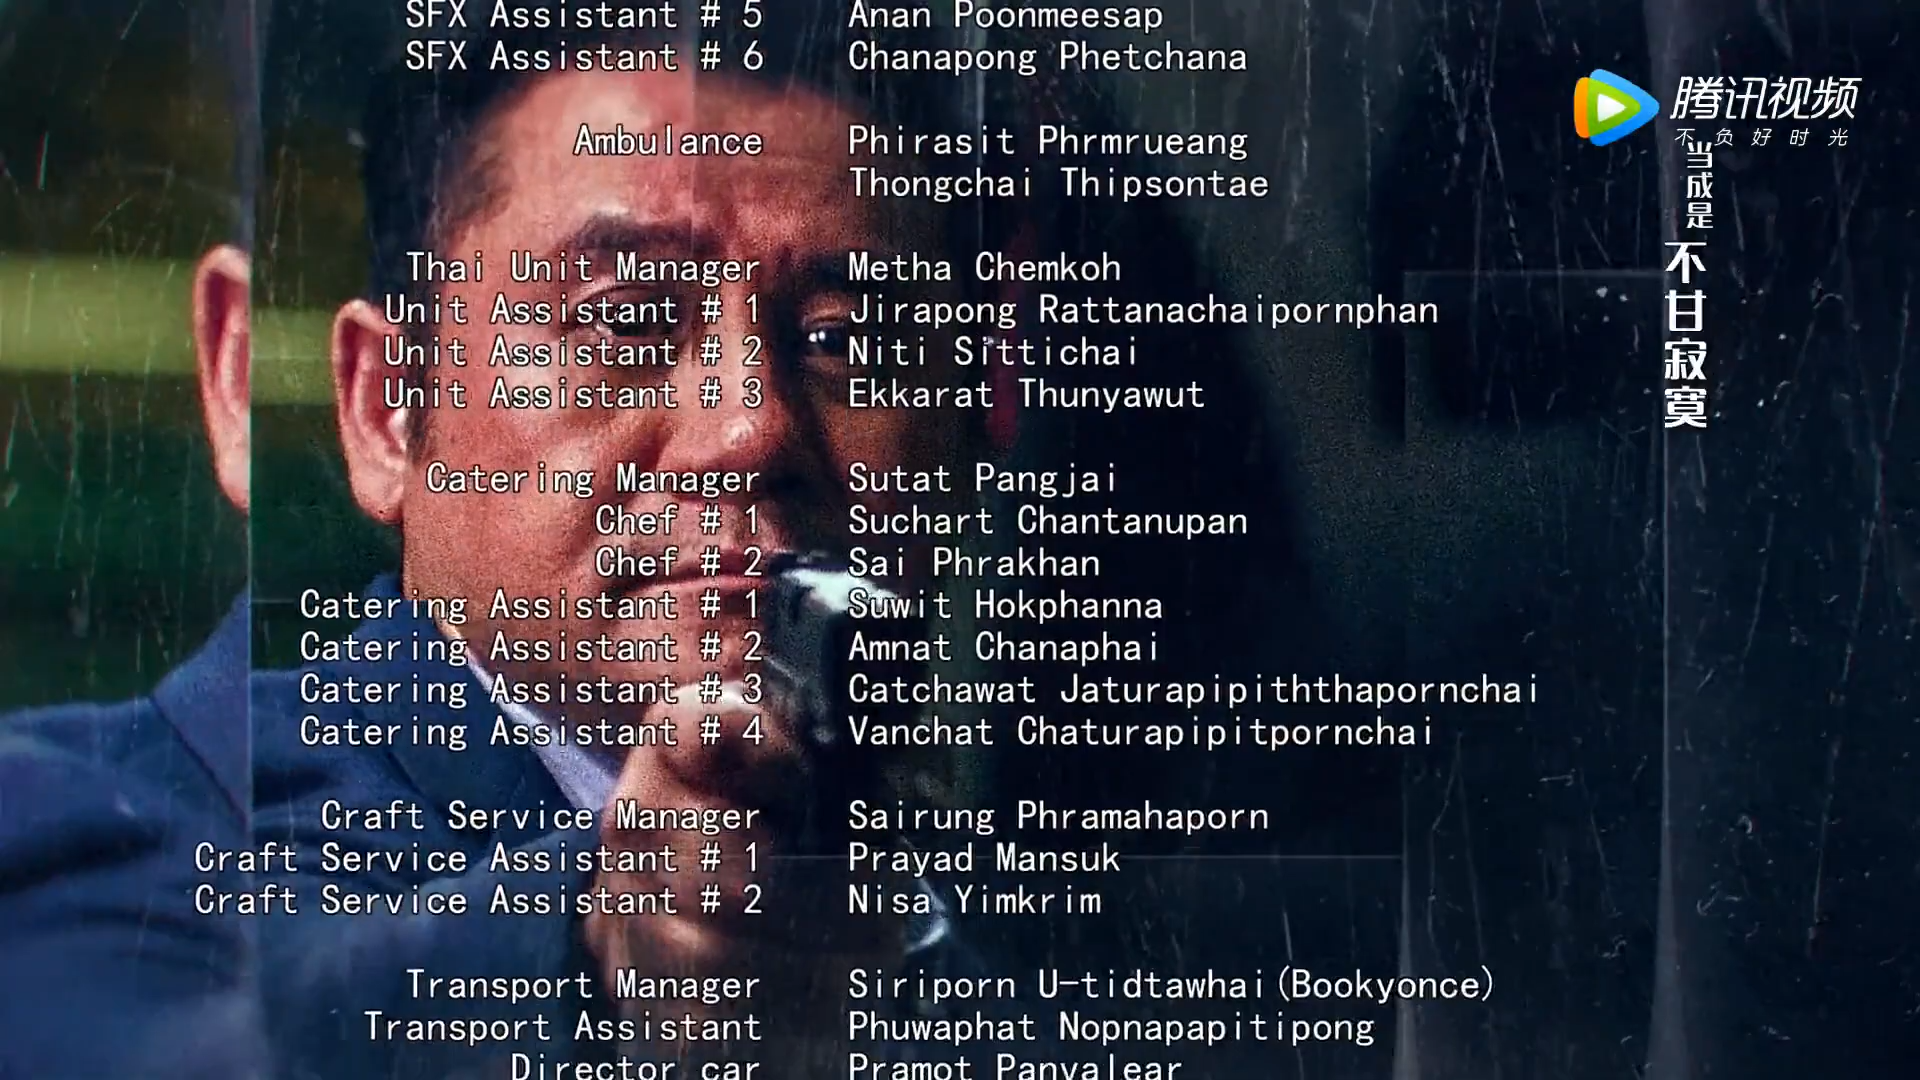 SFX Assistant # 5 Anan Poonmeesap
SFX Assistant # 6 Chanapong Phetchana
Ambulance Phirasit Phrmrueang
Thongchai Thipsontae
Thai Unit Manager Metha Chemkoh
Unit Assistant # 1 Jirapong Rattanachaipornphan
Unit Assistant # 2 Niti Sittichai
Unit Assistant # 3 Ekkarat Thunyawut
Catering Manager Sutat Pangjai
Chef # 1 Suchart Chantanupan
Chef # 2 Sai Phrakhan
Catering Assistant # 1 Suwit Hokphanna
Catering Assistant # 2 Amnat Chanaphai
Catering Assistant # 3 Catchawat Jaturapipiththapornchai
Catering Assistant # 4 Vanchat Chaturapipitpornchai
Craft Service Manager Sairung Phramahaporn
Craft Service Assistant # 1 Prayad Mansuk
Craft Service Assistant # 2 Nisa Yimkrim
Transport Manager Siriporn U-tidtawhai(Bookyonce)
Transport Assistant Phuwaphat Nopnapapitipong
Director car Pramot Panyalear
腾讯视频
不负好时光
当成是
不甘寂寞